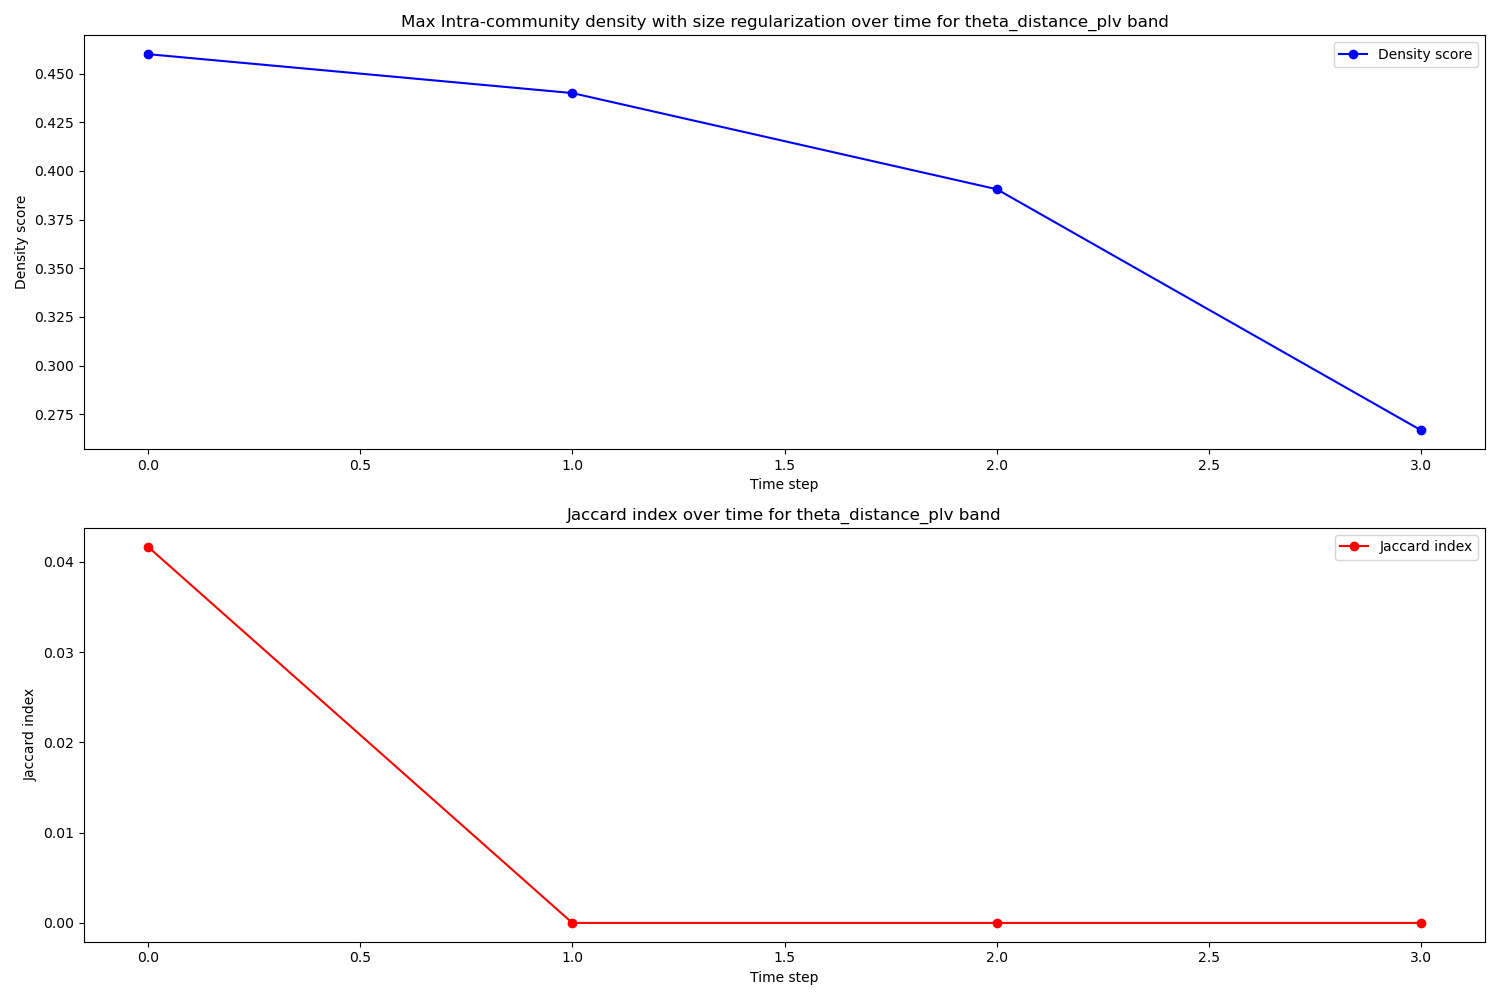 Max Intra-community density with size regularization over time for theta_distance_plv band
Density score
0.450
0.425
0.400
0.375
0.350
0.325
0.300
0.275
Density score
0.0 0.5 1.0 1.5 2.0 2.5 3.0
Time step
Jaccard index over time for theta_distance_plv band
Jaccard index
0.04
0.03
0.02
0.01
0.00
Jaccard index
0.0 0.5 1.0 1.5 2.0 2.5 3.0
Time step